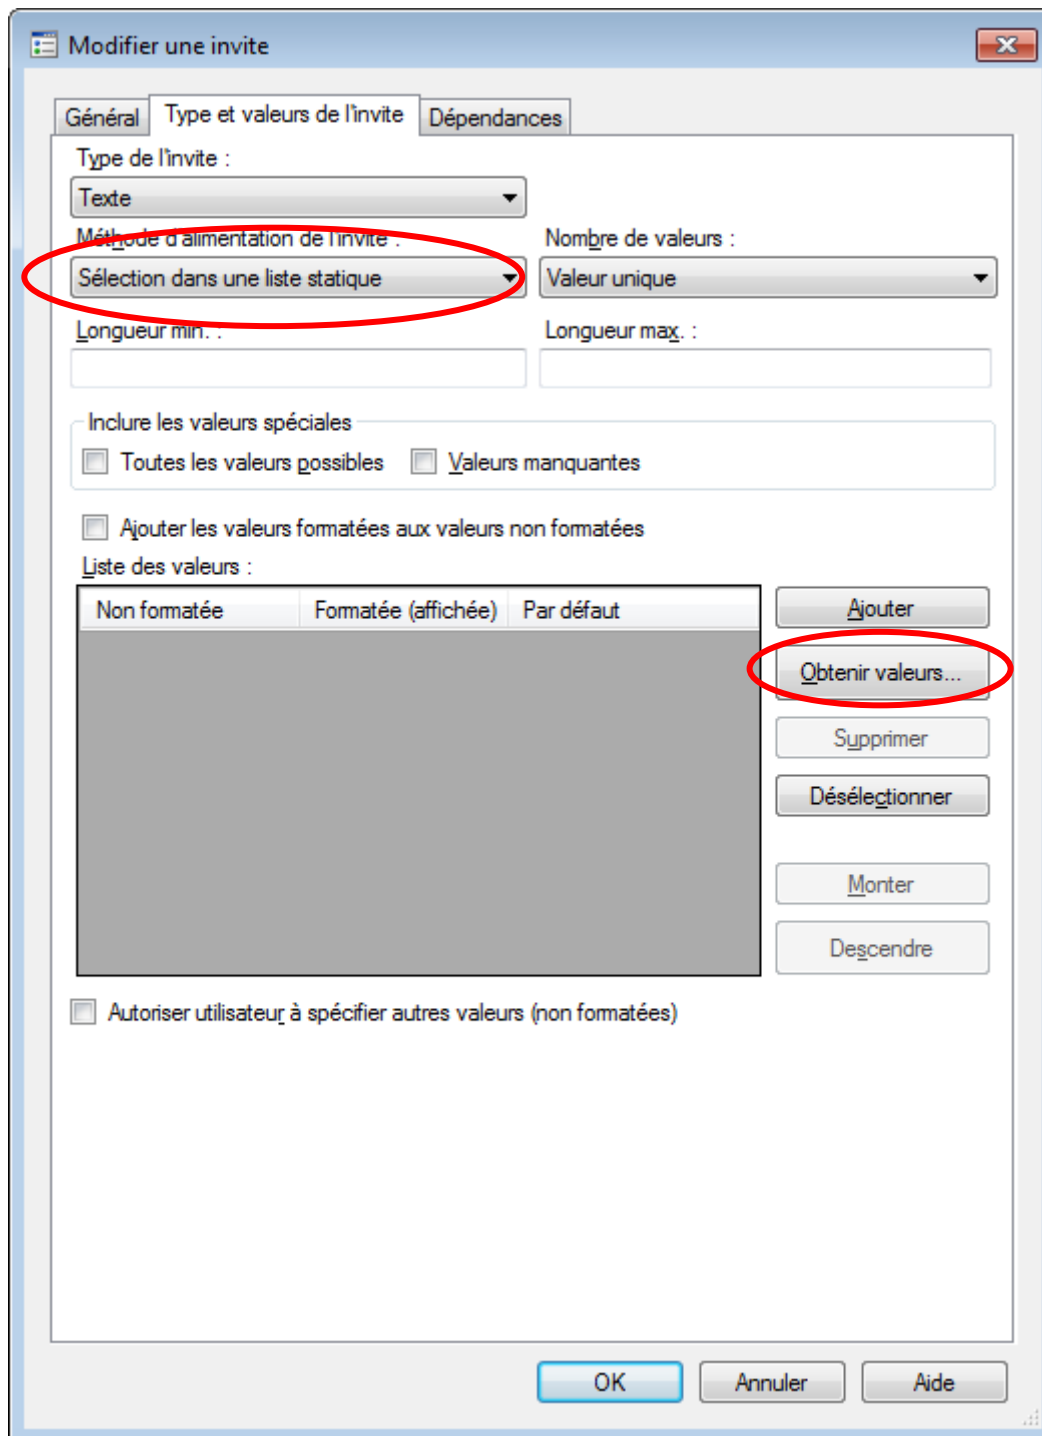 Modifier une invite
Général Type et valeurs de l'invite Dépendances
Type de l'invite :
Texte
Méthode d'alimentation de l'invite : Nombre de valeurs :
Sélection dans une liste statique Valeur unique
Longueur min. : Longueur max. :
Inclure les valeurs spéciales
Toutes les valeurs possibles Valeurs manquantes
Ajouter les valeurs formatées aux valeurs non formatées
Liste des valeurs :
Non formatée Formatée (affichée) Par défaut Ajouter
Obtenir valeurs...
Supprimer
Désélectionner
Monter
Descendre
Autoriser utilisateur à spécifier autres valeurs (non formatées)
OK Annuler Aide